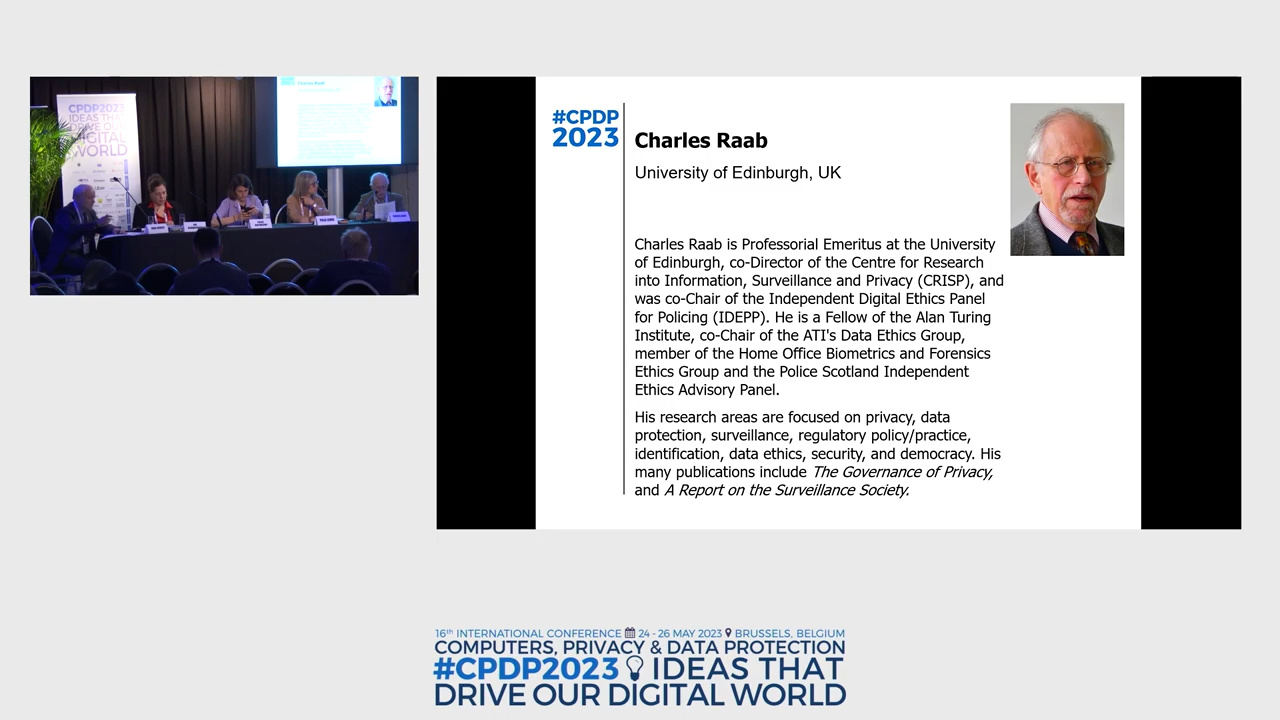 CPDP2023
IDEAS THAT
DRIVE OUR
DIGITAL
WORLD
Charles Raab
#CPDP
2023
Charles Raab
University of Edinburgh, UK
Charles Raab is Professorial Emeritus at the University
of Edinburgh, co-Director of the Centre for Research
into Information, Surveillance and Privacy (CRISP), and
was co-Chair of the Independent Digital Ethics Panel
for Policing (IDEPP). He is a Fellow of the Alan Turing
Institute, co-Chair of the ATI's Data Ethics Group,
member of the Home Office Biometrics and Forensics
Ethics Group and the Police Scotland Independent
Ethics Advisory Panel.
His research areas are focused on privacy, data
protection, surveillance, regulatory policy/practice,
identification, data ethics, security, and democracy. His
many publications include The Governance of Privacy,
and A Report on the Surveillance Society.
16th INTERNATIONAL CONFERENCE 24 - 26 MAY 2023 BRUSSELS, BELGIUM
COMPUTERS, PRIVACY & DATA PROTECTION
#CPDP2023 IDEAS THAT
DRIVE OUR DIGITAL WORLD